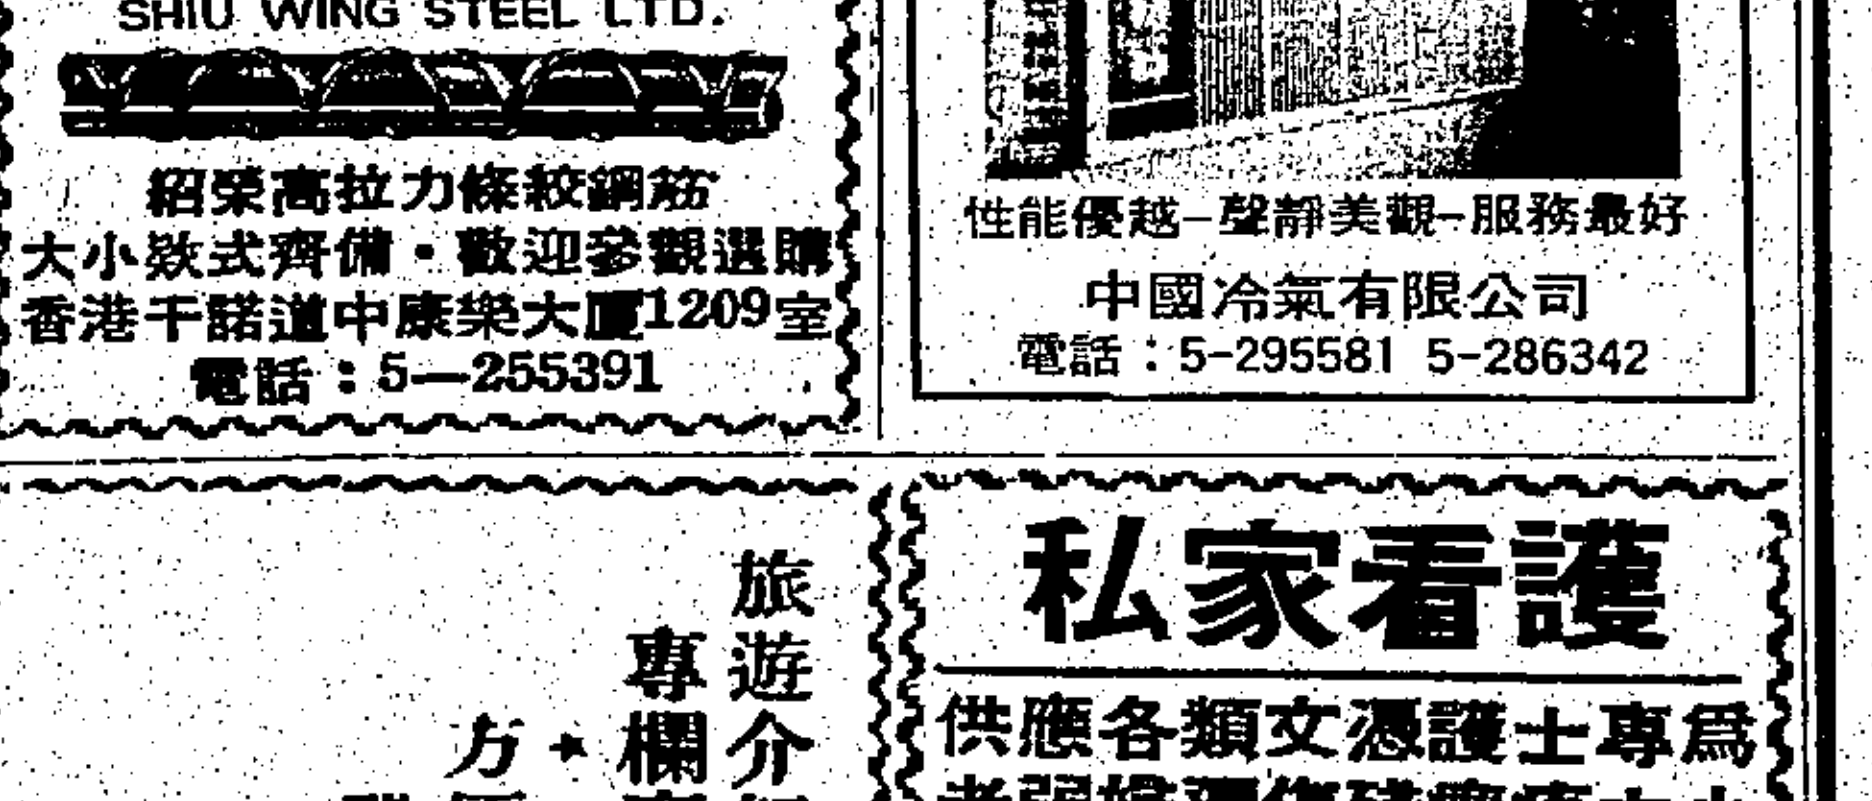 SHIU WING STEEL LTD.
紹榮高拉力條較鋼筋
大小欵式齊備·歡迎參觀選購
香港干諾道中康樂大廈1209室
電話：5—255391
性能優越–聲靜美觀–服務最好
中國冷氣有限公司
電話：5-295581 5-286342
旅遊介
專欄
方
私家看護
供應各類文憑護士專爲